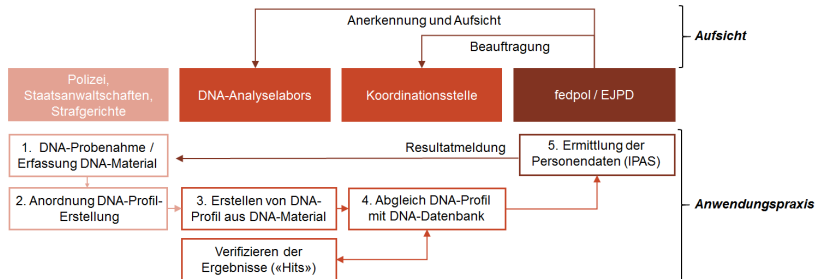 Anerkennung und Aufsicht
Beauftragung
Aufsicht
Polizei,
Staatsanwaltschaften,
Strafgerichte
DNA-Analyselabors
Koordinationsstelle
fedpol / EJPD
1. DNA-Probenahme /
Erfassung DNA-Material
Resultatmeldung
5. Ermittlung der
Personendaten (IPAS)
2. Anordnung DNA-Profil-
Erstellung
3. Erstellen von DNA-
Profil aus DNA-Material
4. Abgleich DNA-Profil
mit DNA-Datenbank
Anwendungspraxis
Verifizieren der
Ergebnisse («Hits»)